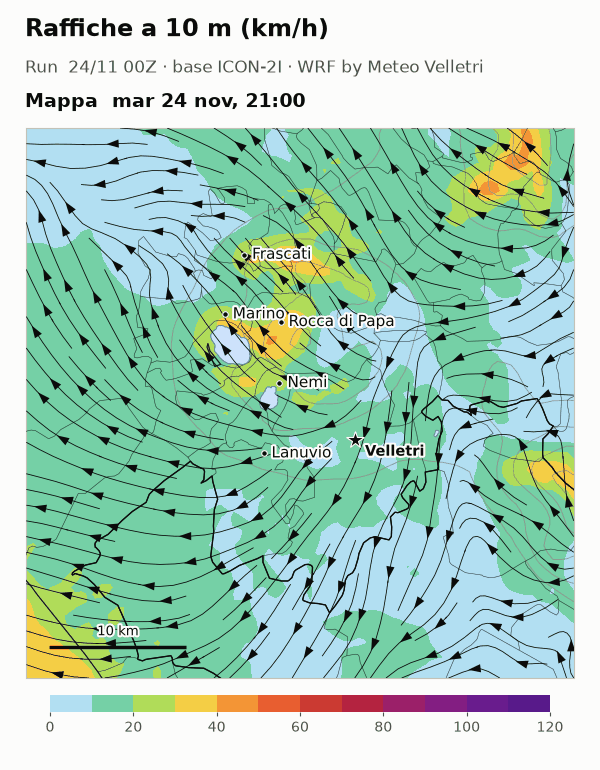 Raffiche a 10 m (km/h)
Run  24/11 00Z · base ICON-2I · WRF by Meteo Velletri
Mappa  mar 24 nov, 21:00
Frascati
Marino
Rocca di Papa
Nemi
Velletri
Lanuvio
10 km
0 20 40 60 80 100 120